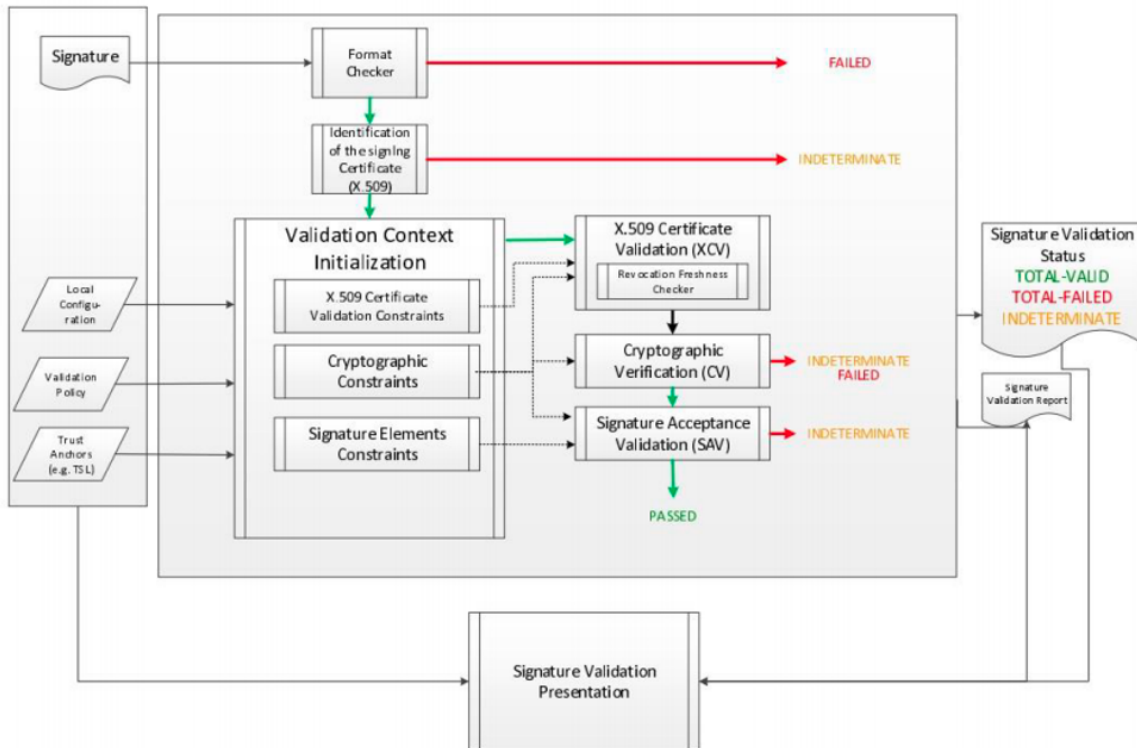 Signature
Format
Checker
FAILED
Identification
of the signing
Certificate
(X.509)
INDETERMINATE
Validation Context
Initialization
X.509 Certificate
Validation Constraints
Cryptographic
Constraints
Signature Elements
Constraints
X.509 Certificate
Validation (XCV)
Revocation Freshness
Checker
Cryptographic
Verification (CV)
INDETERMINATE
FAILED
Signature Acceptance
Validation (SAV)
INDETERMINATE
PASSED
Local
Configu-
ration
Validation
Policy
Trust
Anchors
(e.g. TSL)
Signature Validation
Status
TOTAL-VALID
TOTAL-FAILED
INDETERMINATE
Signature
Validation Report
Signature Validation
Presentation